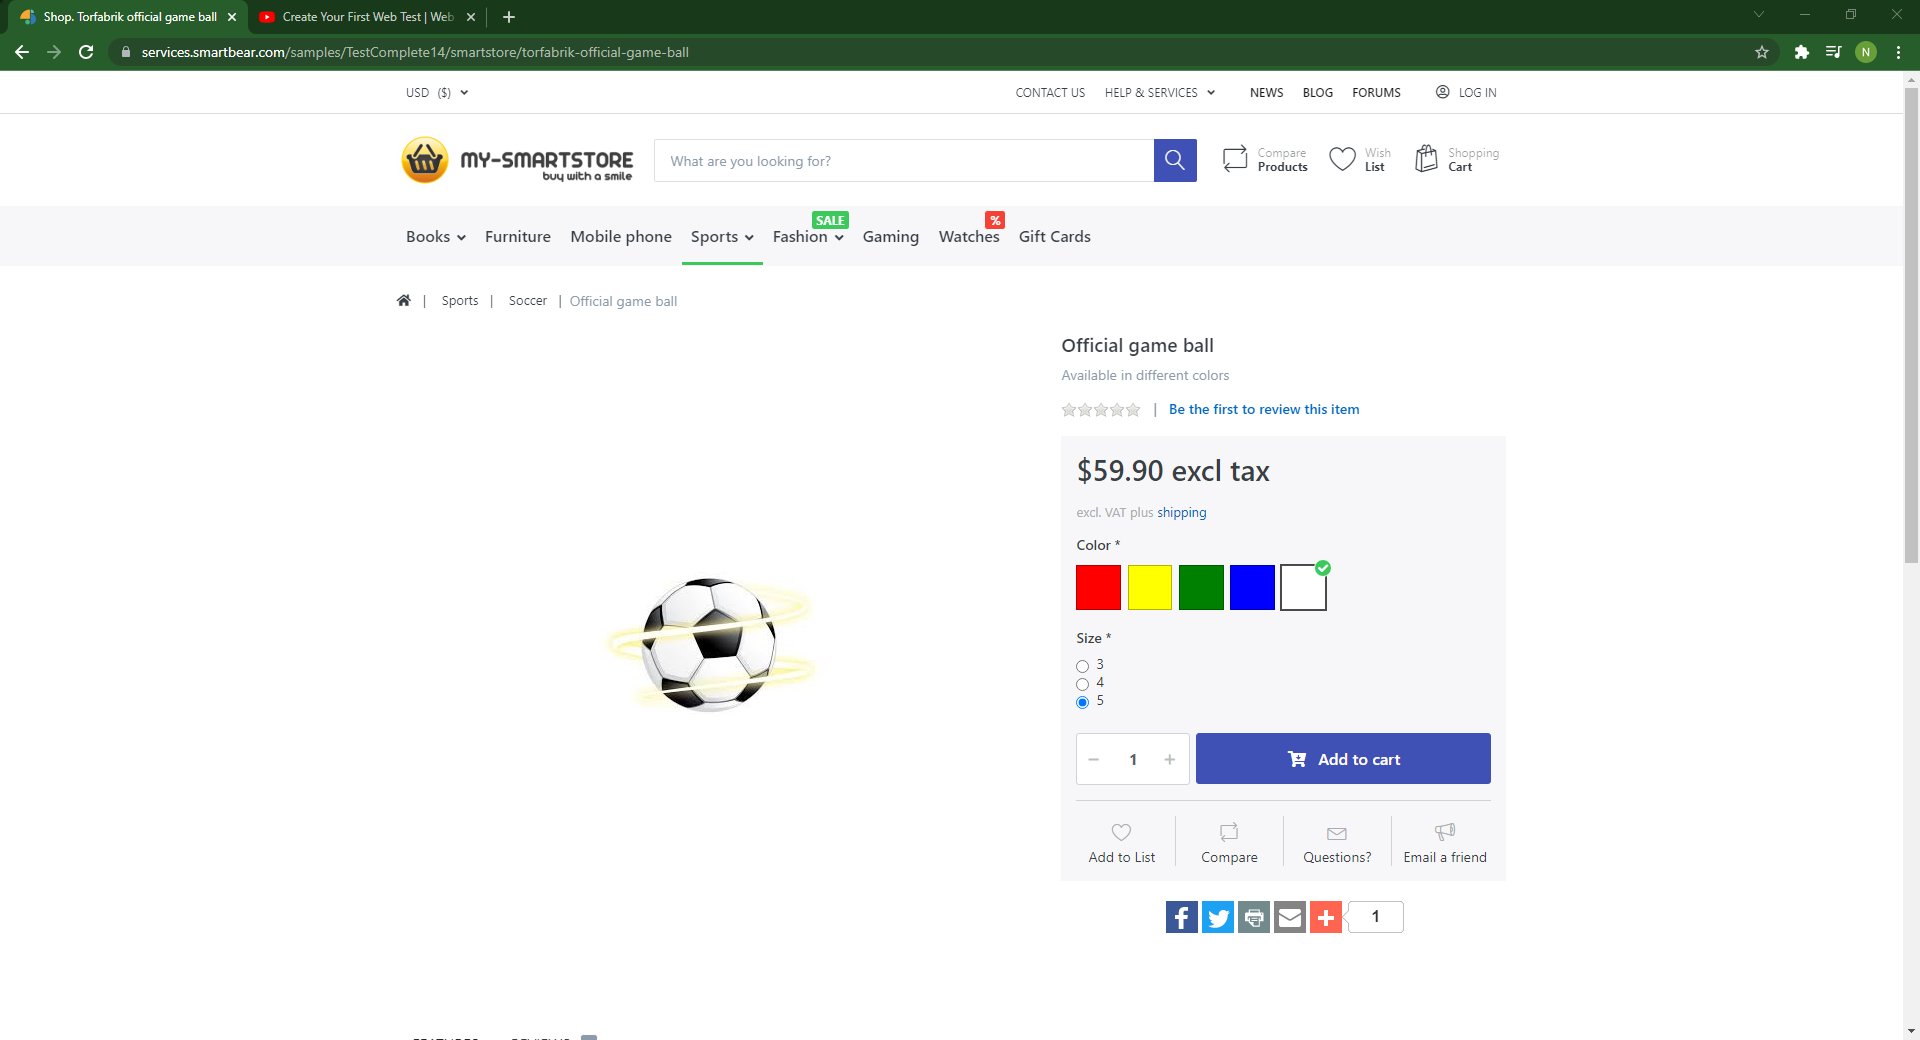 Shop. Torfabrik official game ball
Create Your First Web Test | Web
services.smartbear.com/samples/TestComplete14/smartstore/torfabrik-official-game-ball
N
USD ($)
CONTACT US
HELP & SERVICES
NEWS
BLOG
FORUMS
LOG IN
MY-SMARTSTORE
buy with a smile
What are you looking for?
Compare
Products
Wish
List
Shopping
Cart
SALE
%
Books
Furniture
Mobile phone
Sports
Fashion
Gaming
Watches
Gift Cards
| Sports | Soccer | Official game ball
Official game ball
Available in different colors
| Be the first to review this item
$59.90 excl tax
excl. VAT plus shipping
Color *
Size *
3
4
5
− 1 +
Add to cart
Add to List
Compare
Questions?
Email a friend
1